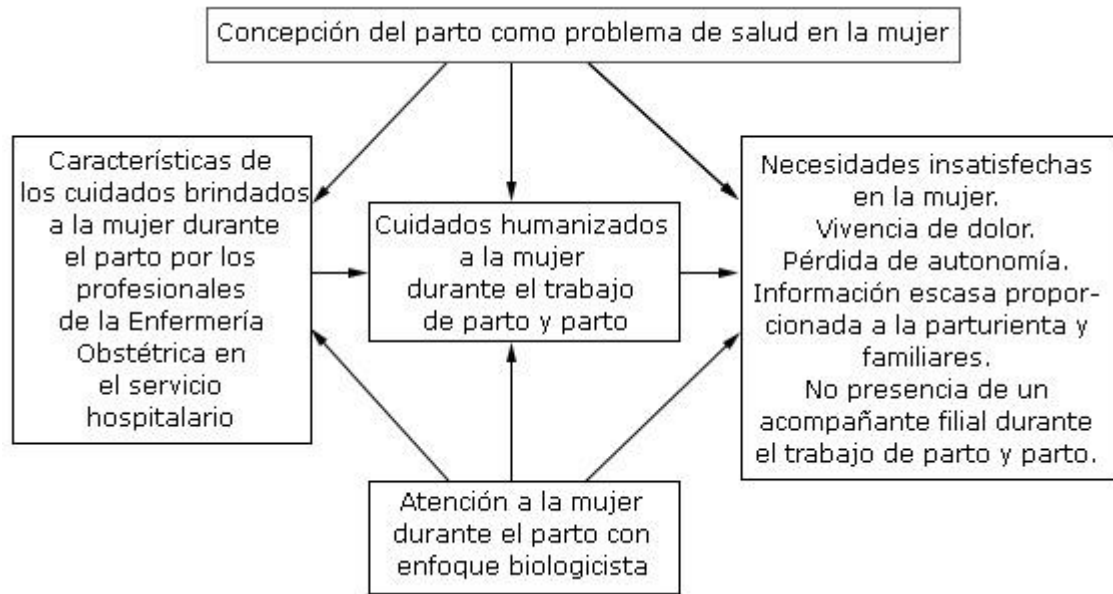 Concepción del parto como problema de salud en la mujer
Características de
los cuidados brindados
a la mujer durante
el parto por los
profesionales
de la Enfermería
Obstétrica en
el servicio
hospitalario
Cuidados humanizados
a la mujer
durante el trabajo
de parto y parto
Necesidades insatisfechas
en la mujer.
Vivencia de dolor.
Pérdida de autonomía.
Información escasa propor-
cionada a la parturienta y
familiares.
No presencia de un
acompañante filial durante
el trabajo de parto y parto.
Atención a la mujer
durante el parto con
enfoque biologicista